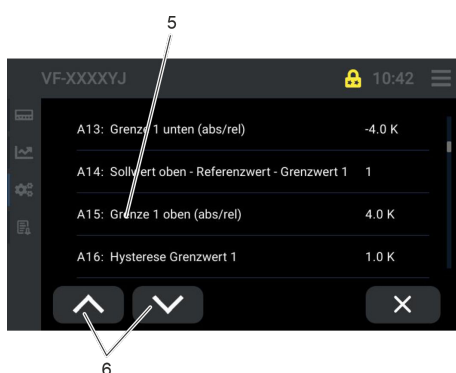 5
VF-XXXXYJ 10:42
A13: Grenze 1 unten (abs/rel) -4.0 K
A14: Sollwert oben - Referenzwert - Grenzwert 1 1
A15: Grenze 1 oben (abs/rel) 4.0 K
A16: Hysterese Grenzwert 1 1.0 K
6